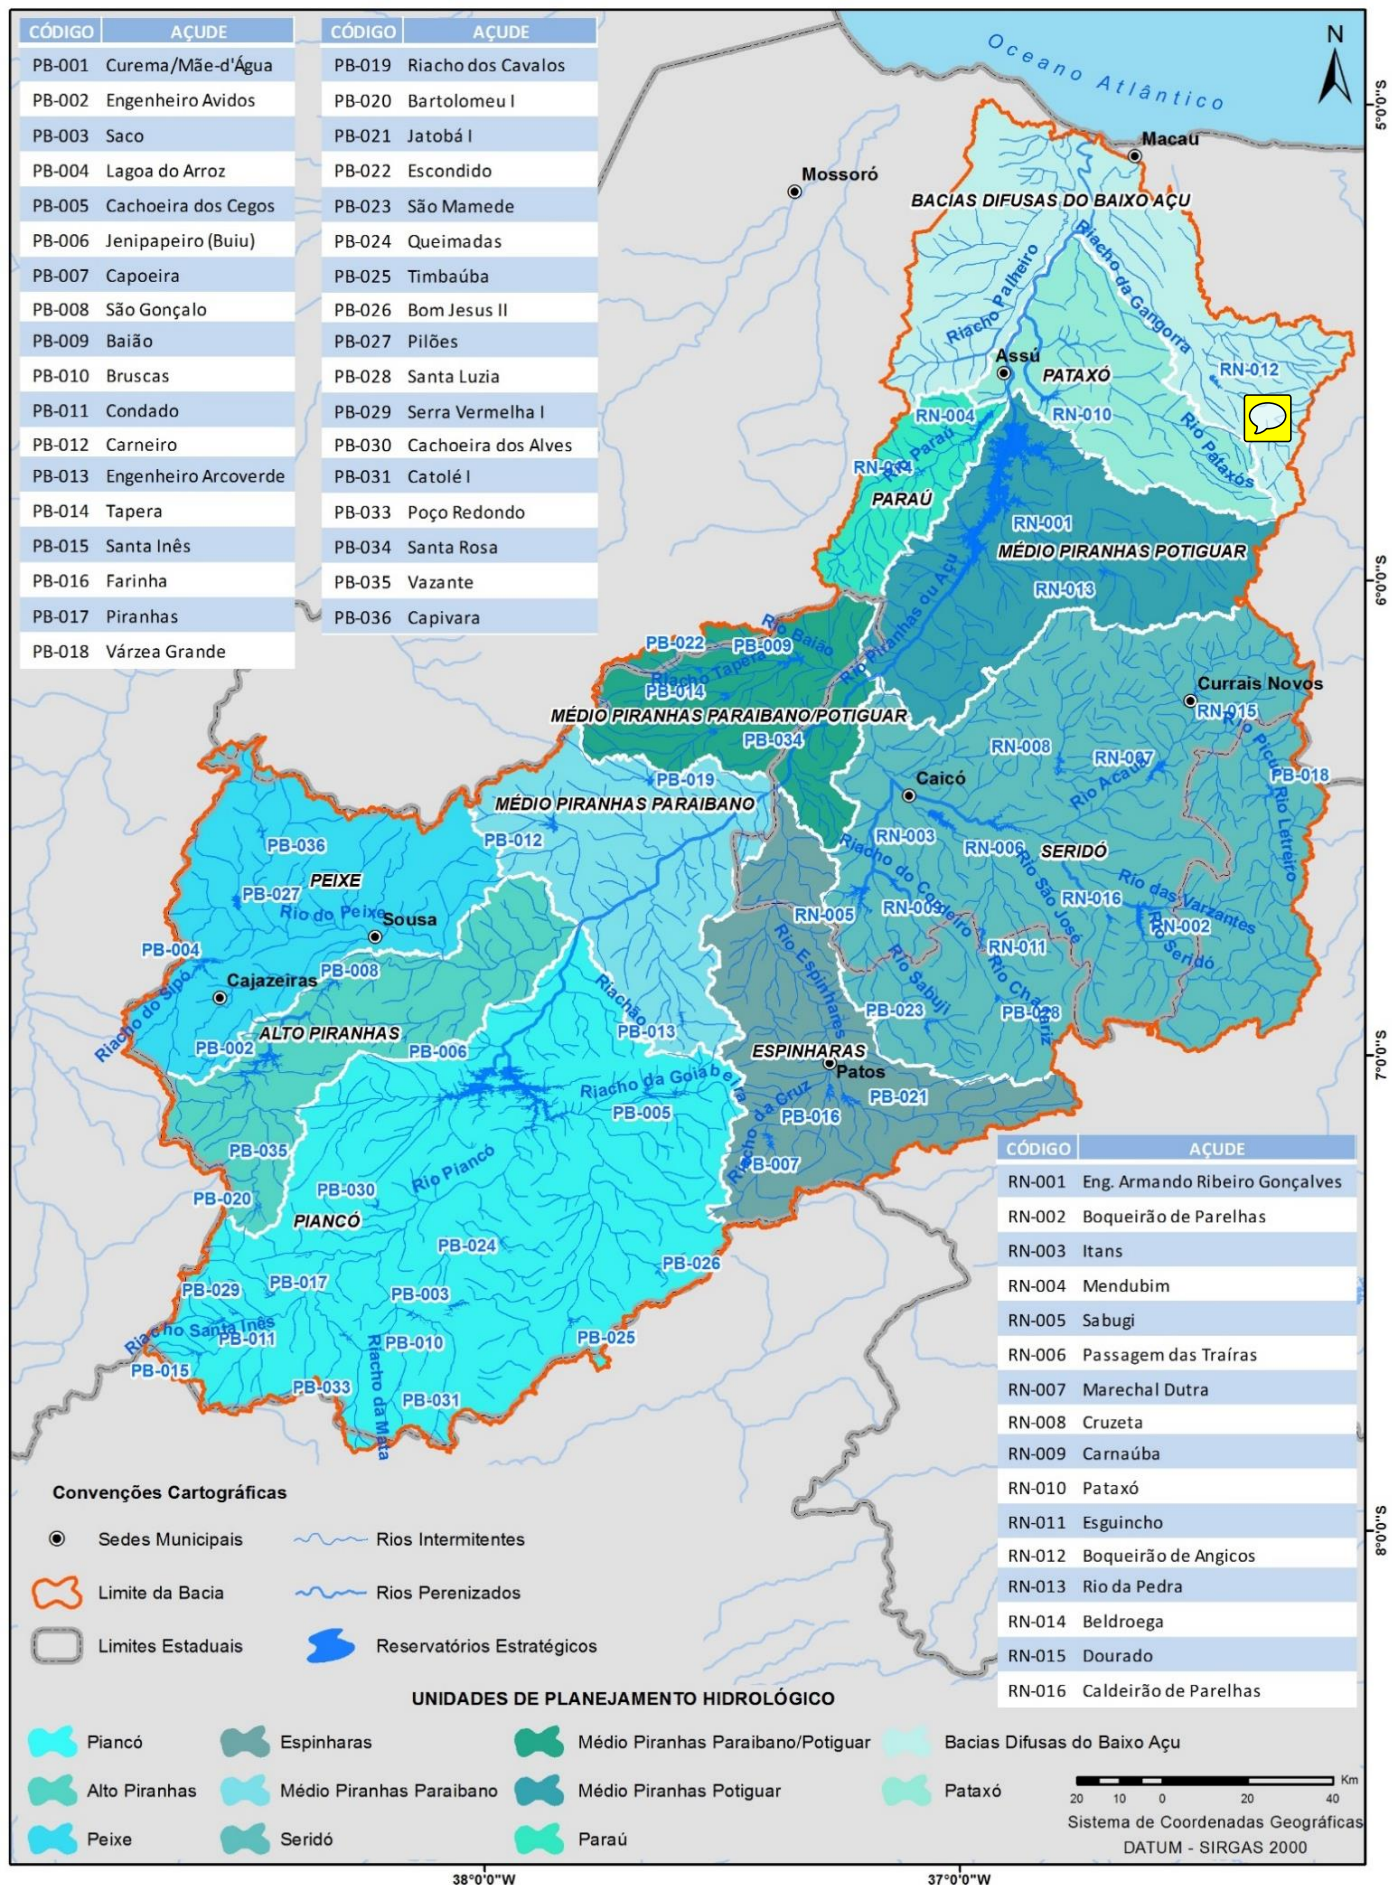 CÓDIGO AÇUDE
PB-001 Curema/Mãe-d'Água
PB-002 Engenheiro Avidos
PB-003 Saco
PB-004 Lagoa do Arroz
PB-005 Cachoeira dos Cegos
PB-006 Jenipapeiro (Buiu)
PB-007 Capoeira
PB-008 São Gonçalo
PB-009 Baião
PB-010 Bruscas
PB-011 Condado
PB-012 Carneiro
PB-013 Engenheiro Arcoverde
PB-014 Tapera
PB-015 Santa Inês
PB-016 Farinha
PB-017 Piranhas
PB-018 Várzea Grande
CÓDIGO AÇUDE
PB-019 Riacho dos Cavalos
PB-020 Bartolomeu I
PB-021 Jatobá I
PB-022 Escondido
PB-023 São Mamede
PB-024 Queimadas
PB-025 Timbaúba
PB-026 Bom Jesus II
PB-027 Pilões
PB-028 Santa Luzia
PB-029 Serra Vermelha I
PB-030 Cachoeira dos Alves
PB-031 Catolé I
PB-033 Poço Redondo
PB-034 Santa Rosa
PB-035 Vazante
PB-036 Capivara
N
Oceano Atlântico
Macau
Mossoró
BACIAS DIFUSAS DO BAIXO AÇU
Riacho Palheiro
Riacho da Gangorra
Assú
PATAXÓ
RN-012
RN-004
RN-010
Rio Paraú
Rio Pataxós
RN-014
PARAÚ
RN-001
MÉDIO PIRANHAS POTIGUAR
RN-013
Rio Piranhas ou Açu
Rio Baião
PB-022
PB-009
Riacho Tapera
PB-014
MÉDIO PIRANHAS PARAIBANO/POTIGUAR
PB-034
Currais Novos
RN-015
Rio Picuí
RN-008
RN-007
Rio Acauã
PB-018
Rio Letreiro
PB-019
MÉDIO PIRANHAS PARAIBANO
PB-012
Caicó
RN-003
RN-006
SERIDÓ
Riacho do Cordeiro
Rio São José
Rio das Varzantes
RN-016
RN-002
Rio Seridó
RN-005
RN-009
RN-011
Rio Sabuji
Rio Chafariz
PB-023
PB-028
PB-036
PEIXE
PB-027
Rio do Peixe
Sousa
PB-004
PB-008
Cajazeiras
Riacho do Sipó
ALTO PIRANHAS
PB-002
PB-006
Riachão
PB-013
Rio Espinhares
ESPINHARAS
Patos
Riacho da Goiabeira
PB-005
PB-021
PB-016
Riacho da Cruz
PB-007
PB-035
Rio Piancó
PB-030
PB-020
PIANCÓ
PB-024
PB-026
PB-017
PB-029
PB-003
Riacho Santa Inês
PB-011
PB-010
PB-025
PB-015
PB-033
Riacho da Mata
PB-031
5°0'0"S
6°0'0"S
7°0'0"S
8°0'0"S
CÓDIGO AÇUDE
RN-001 Eng. Armando Ribeiro Gonçalves
RN-002 Boqueirão de Parelhas
RN-003 Itans
RN-004 Mendubim
RN-005 Sabugi
RN-006 Passagem das Traíras
RN-007 Marechal Dutra
RN-008 Cruzeta
RN-009 Carnaúba
RN-010 Pataxó
RN-011 Esguincho
RN-012 Boqueirão de Angicos
RN-013 Rio da Pedra
RN-014 Beldroega
RN-015 Dourado
RN-016 Caldeirão de Parelhas
Convenções Cartográficas
Sedes Municipais Rios Intermitentes
Limite da Bacia Rios Perenizados
Limites Estaduais Reservatórios Estratégicos
UNIDADES DE PLANEJAMENTO HIDROLÓGICO
Piancó Espinharas Médio Piranhas Paraibano/Potiguar Bacias Difusas do Baixo Açu
Alto Piranhas Médio Piranhas Paraibano Médio Piranhas Potiguar Pataxó
Peixe Seridó Paraú
Km
20 10 0 20 40
Sistema de Coordenadas Geográficas
DATUM - SIRGAS 2000
38°0'0"W 37°0'0"W